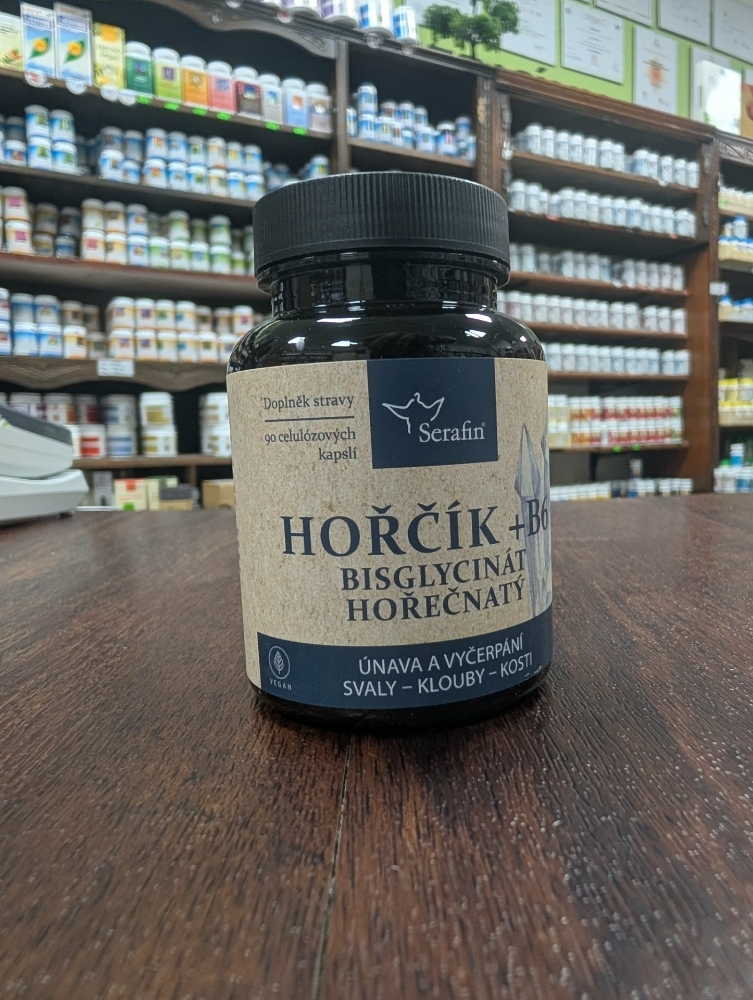 Doplněk stravy
90 celulózových
kapslí
Serafin®
HOŘČÍK +B6
BISGLYCINÁT
HOŘEČNATÝ
VEGAN
ÚNAVA A VYČERPÁNÍ
SVALY – KLOUBY – KOSTI